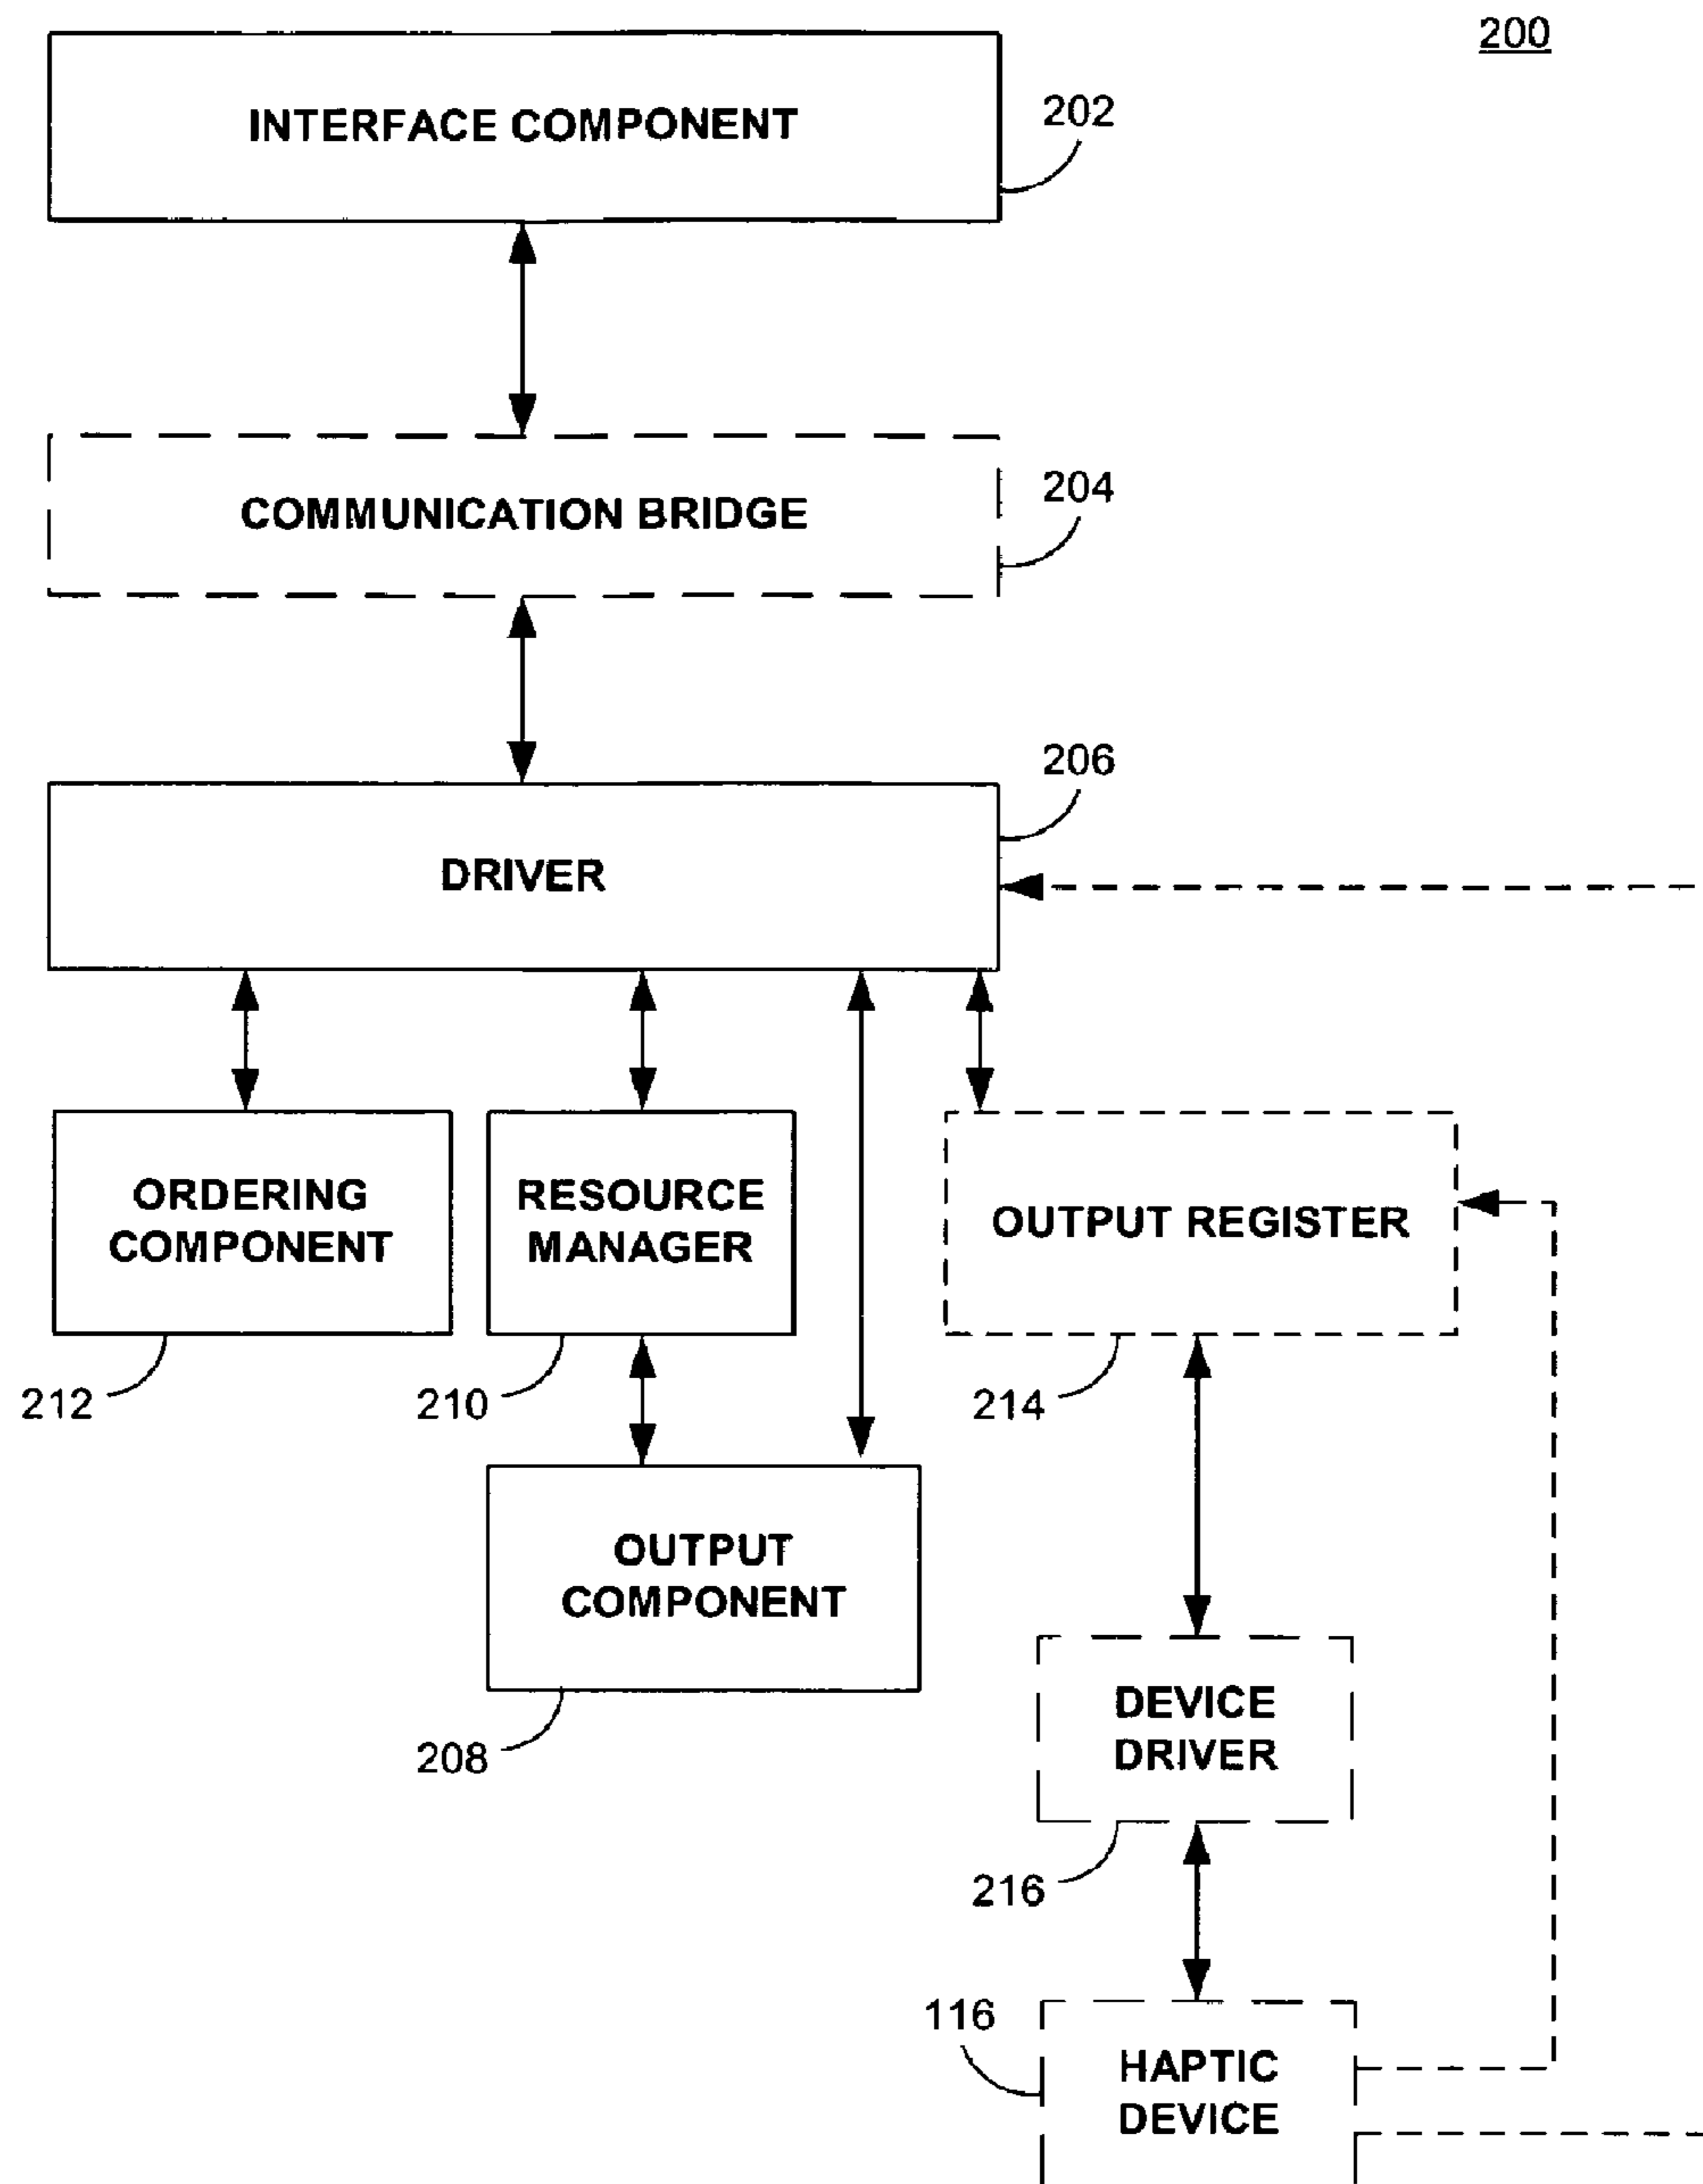 200
INTERFACE COMPONENT
202
COMMUNICATION BRIDGE
204
206
DRIVER
ORDERING
COMPONENT
RESOURCE
MANAGER
OUTPUT REGISTER
212
210
214
OUTPUT
COMPONENT
208
DEVICE
DRIVER
216
116
HAPTIC
DEVICE